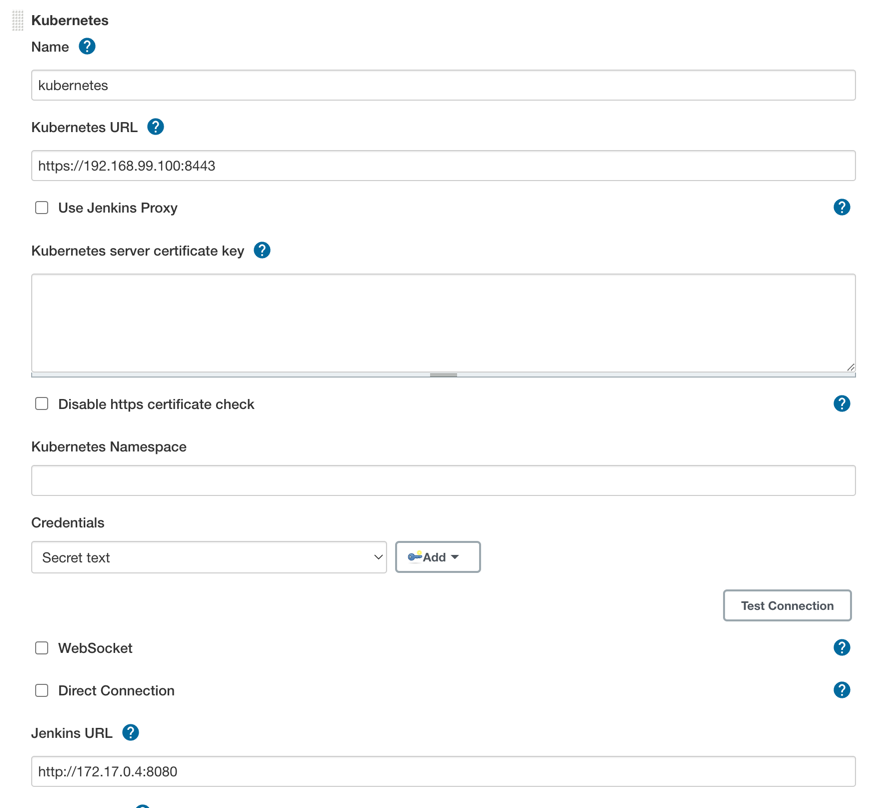 Kubernetes
Name ?
kubernetes
Kubernetes URL ?
https://192.168.99.100:8443
Use Jenkins Proxy ?
Kubernetes server certificate key ?
Disable https certificate check ?
Kubernetes Namespace
Credentials
Secret text Add
Test Connection
WebSocket ?
Direct Connection ?
Jenkins URL ?
http://172.17.0.4:8080